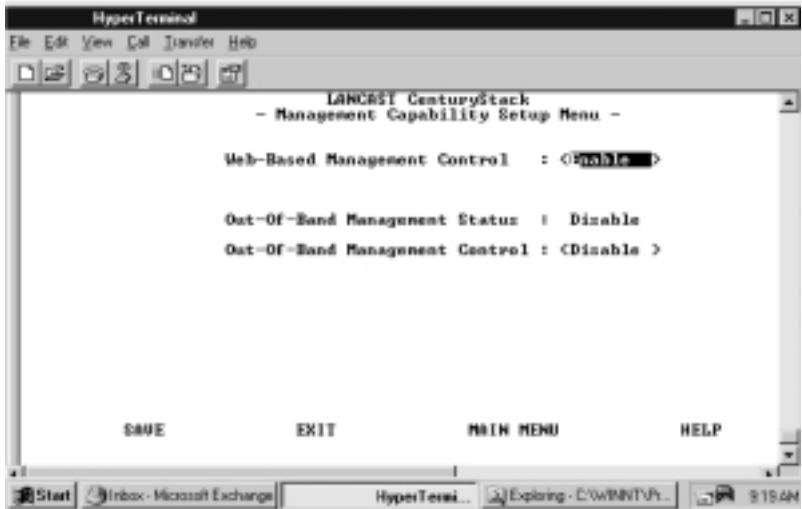 HyperTerminal
File Edit View Call Transfer Help
LANCAST CenturyStack
- Management Capability Setup Menu -
Web-Based Management Control : <Enable >
Out-Of-Band Management Status : Disable
Out-Of-Band Management Control : <Disable >
SAVE EXIT MAIN MENU HELP
Start Inbox - Microsoft Exchange HyperTermi... Exploring - C:\WINNT\Pr... 9:19 AM